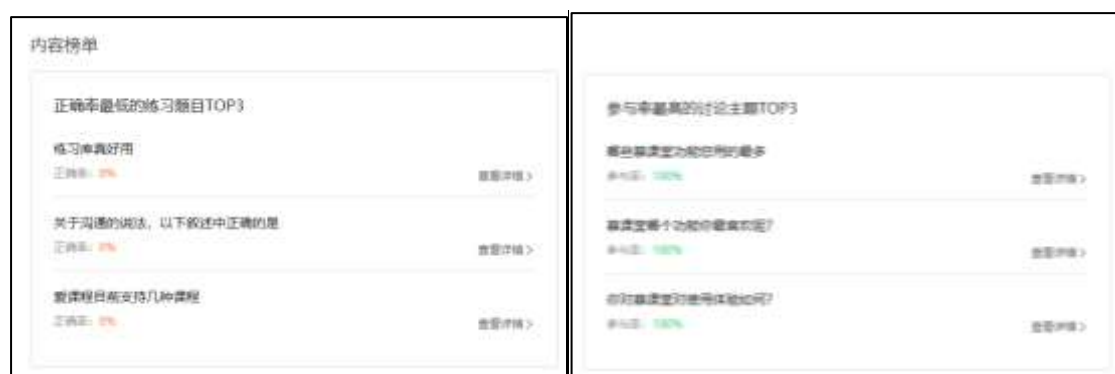 内容榜单
正确率最低的练习题目TOP3
练习库真好用
正确率：0%
查看详情 >
关于沟通的说法，以下叙述中正确的是
正确率：0%
查看详情 >
爱课程目前支持几种课程
正确率：0%
查看详情 >
参与率最高的讨论主题TOP3
哪些慕课堂功能您用的最多
参与率：100%
查看详情 >
慕课堂哪个功能你最喜欢呢？
参与率：100%
查看详情 >
你对慕课堂对使用体验如何？
参与率：100%
查看详情 >